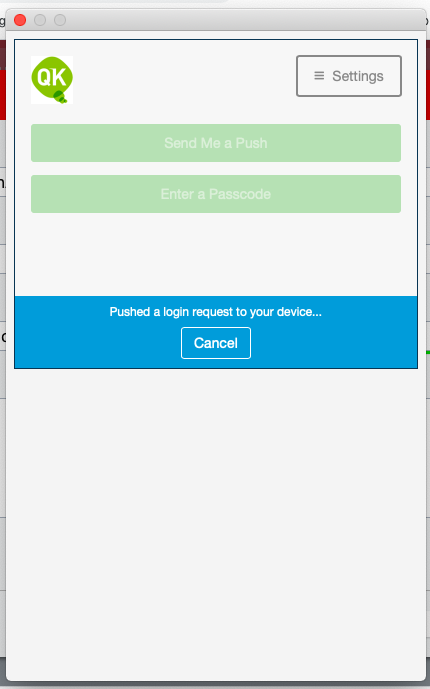 QK
Settings
Send Me a Push
Enter a Passcode
Pushed a login request to your device...
Cancel